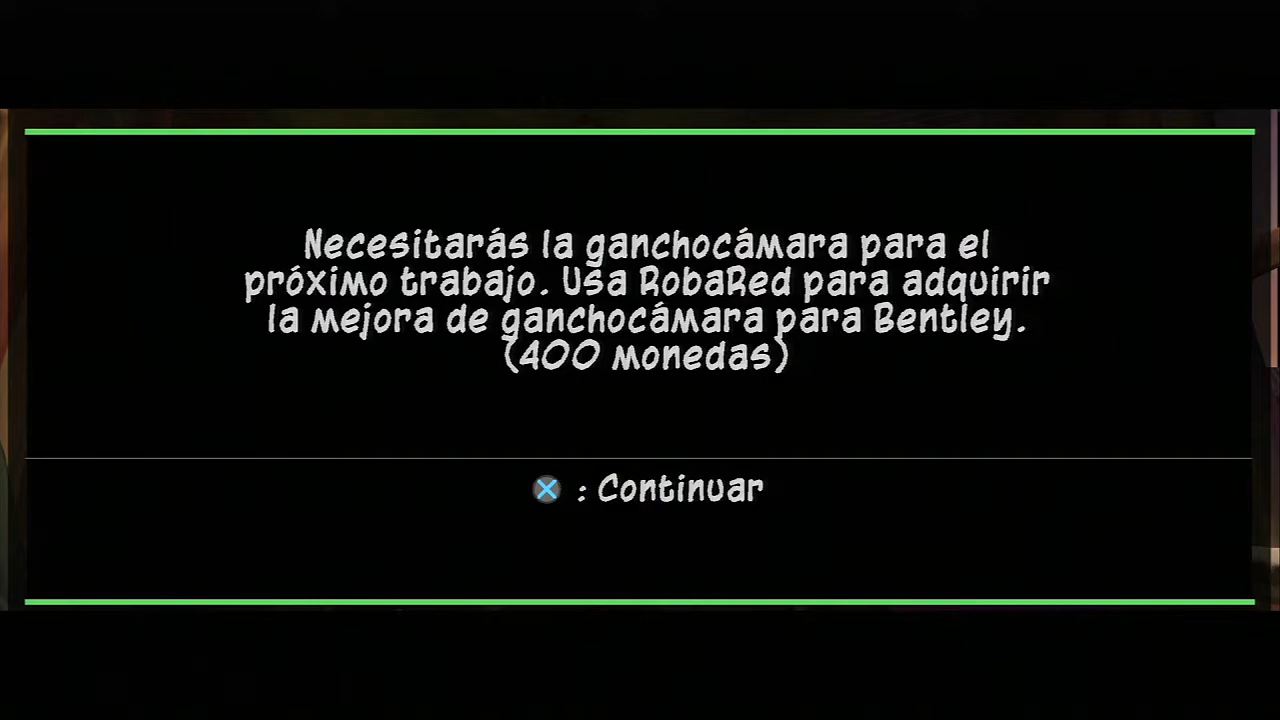 Necesitarás la ganchocámara para el
próximo trabajo. Usa RobaRed para adquirir
la mejora de ganchocámara para Bentley.
(400 monedas)
: Continuar